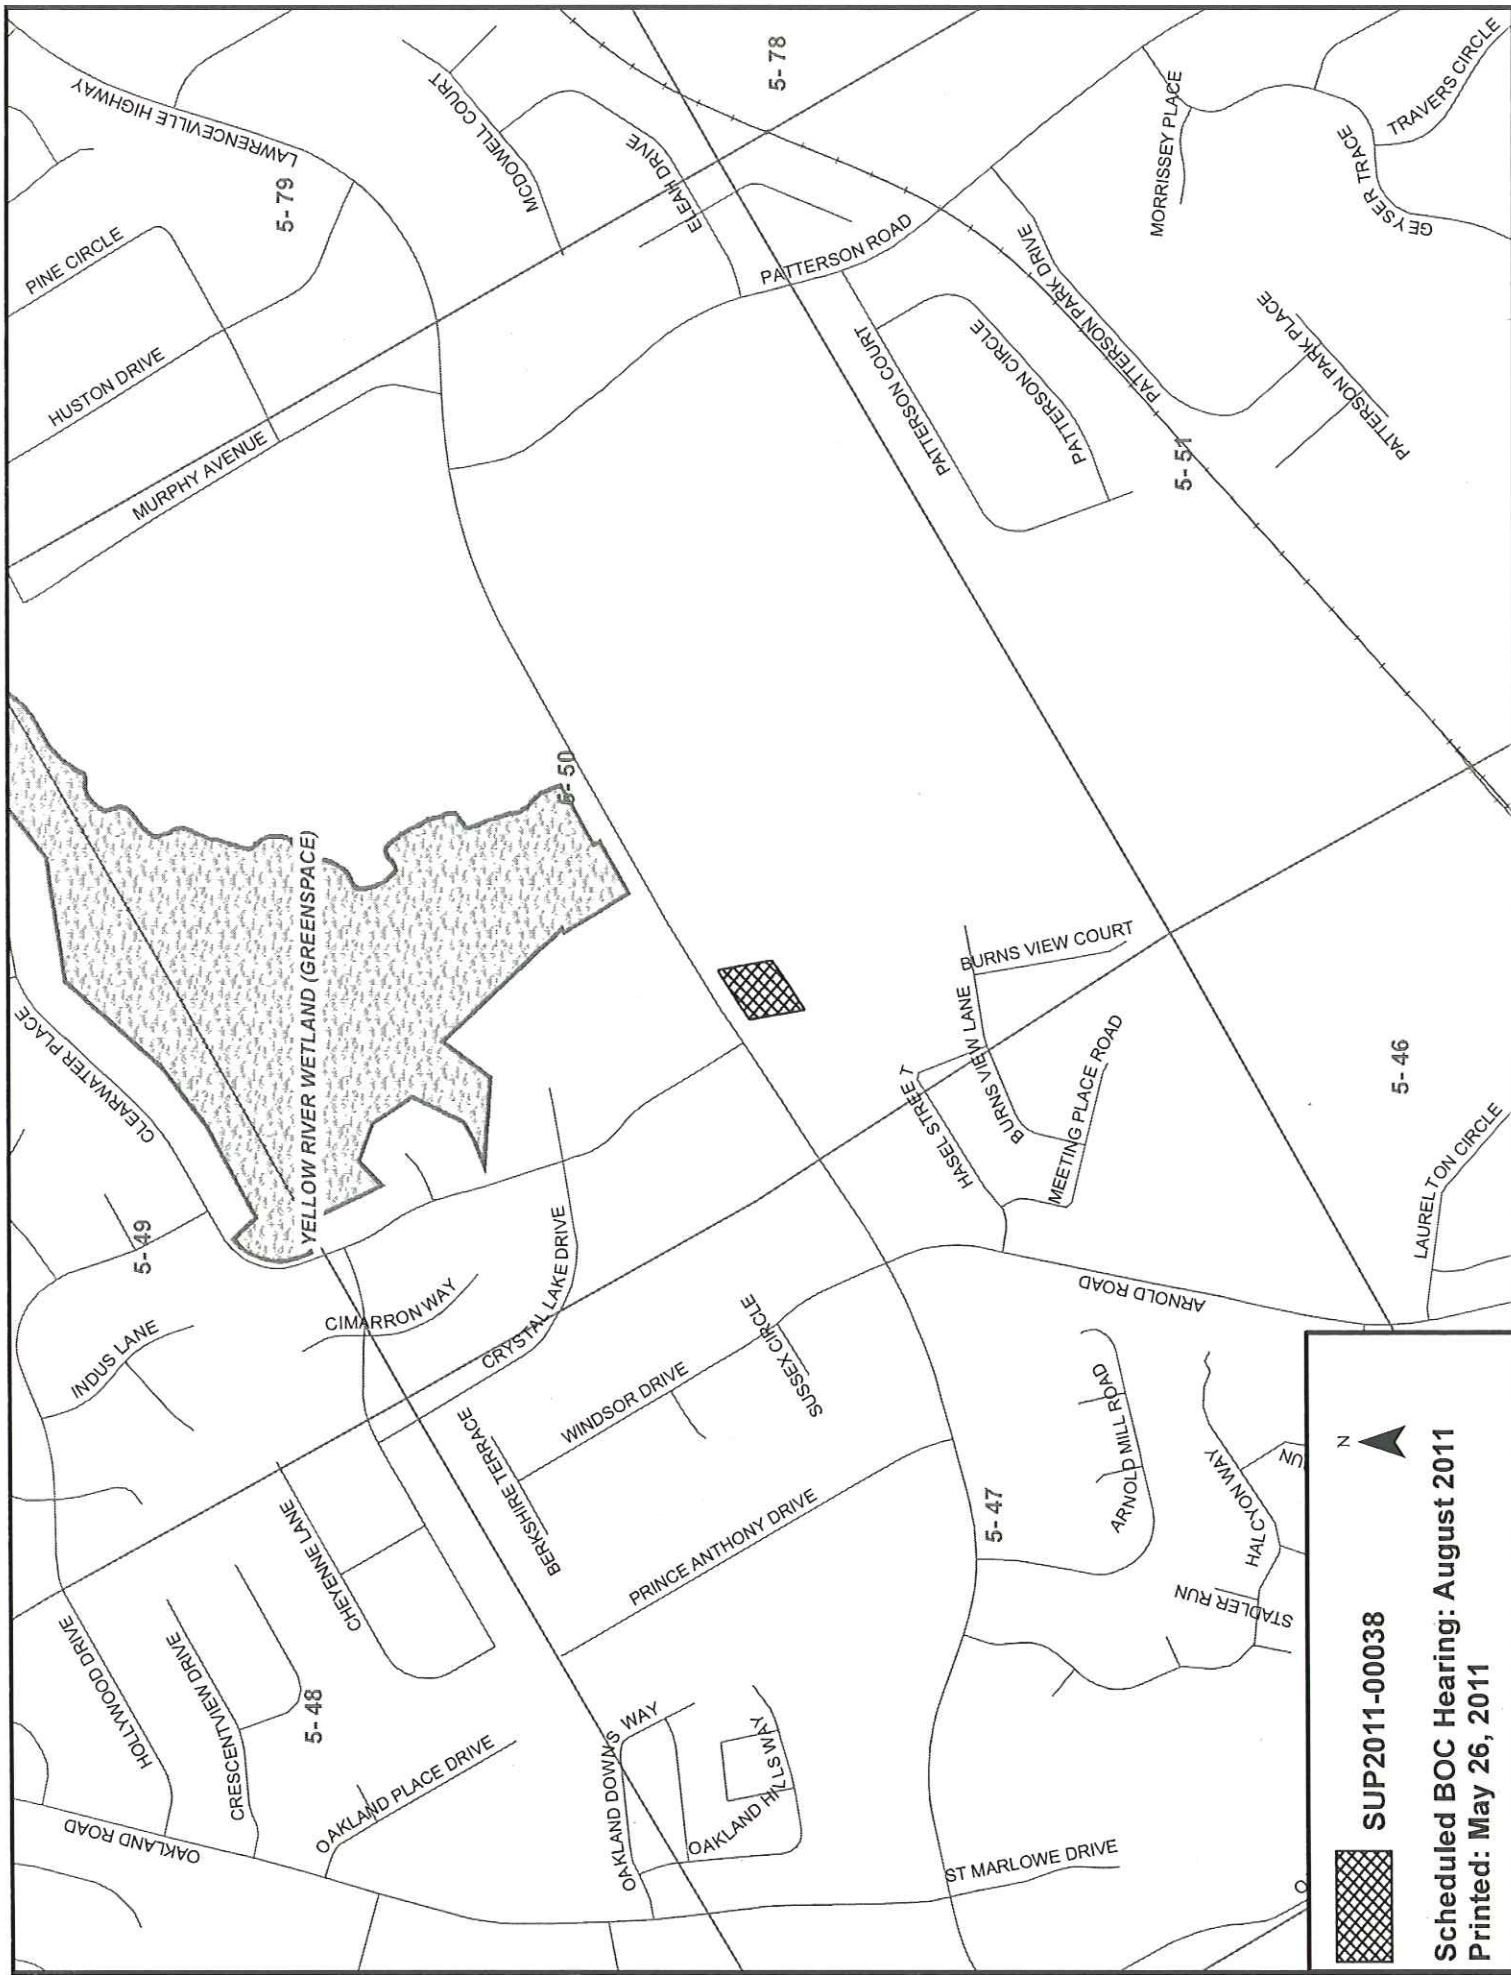 LAWRENCEVILLE HIGHWAY
5-79
PINE CIRCLE
HUSTON DRIVE
MURPHY AVENUE
MCDOWELL COURT
ELEAH DRIVE
5-78
PATTERSON ROAD
PATTERSON COURT
PATTERSON CIRCLE
PATTERSON PARK DRIVE
PATTERSON PARK PLACE
5-51
MORRISSEY PLACE
GEYSER TRACE
TRAVERS CIRCLE
YELLOW RIVER WETLAND (GREENSPACE)
5-50
CLEARWATER PLACE
5-49
INDUS LANE
CIMARRON WAY
CRYSTAL LAKE DRIVE
BURNS VIEW COURT
BURNS VIEW LANE
HASEL STREET
MEETING PLACE ROAD
5-46
LAURELTON CIRCLE
ARNOLD ROAD
WINDSOR DRIVE
SUSSEX CIRCLE
BERKSHIRE TERRACE
PRINCE ANTHONY DRIVE
CHEYENNE LANE
HOLLYWOOD DRIVE
CRESCENTVIEW DRIVE
5-48
OAKLAND ROAD
OAKLAND PLACE DRIVE
OAKLAND DOWNS WAY
OAKLAND HILLS WAY
ST MARLOWE DRIVE
5-47
ARNOLD MILL ROAD
HALCYON WAY
STADLER RUN
RUN
O
N
SUP2011-00038
Scheduled BOC Hearing: August 2011
Printed: May 26, 2011